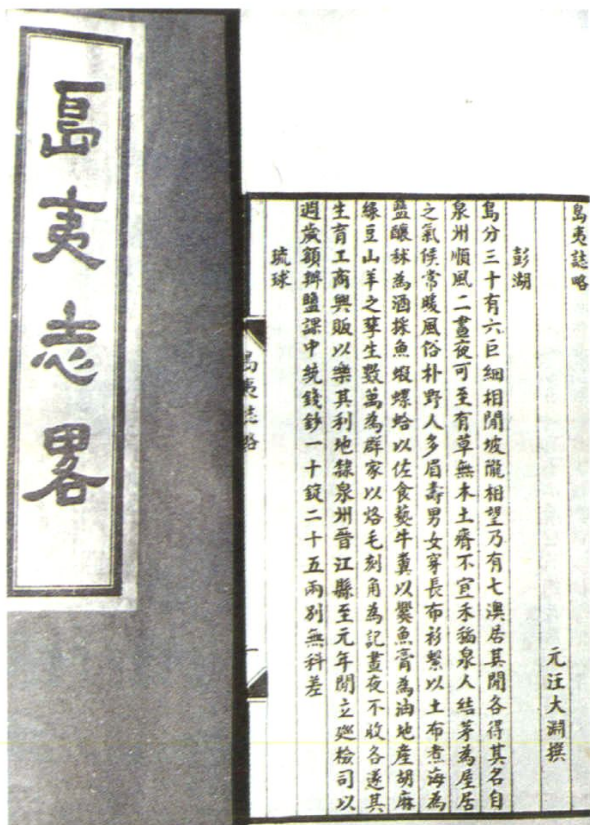 島夷志畧
島夷誌略
元汪大淵撰
彭湖
島分三十有六巨細相間坡隴相望乃有七澳居其間各得其名自
泉州順風二晝夜可至有草無木土瘠不宜禾稻泉人結茅為屋居
之氣候常暖風俗朴野人多眉壽男女穿長布衫繫以土布煮海為
鹽釀秫為酒採魚蝦螺蛤以佐食爇牛糞以爨魚膏為油地產胡麻
綠豆山羊之孳生數萬為群家以烙毛刻角為記晝夜不收各遂其
生育工商興販以樂其利地隸泉州晉江縣至元年間立廵檢司以
週歲額辦鹽課中統錢鈔一十錠二十五兩別無科差
琉球
島夷誌略
一